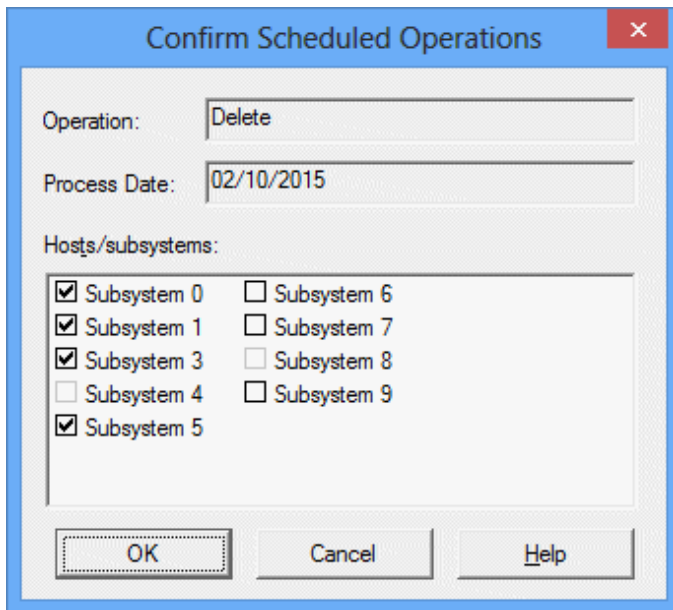 Confirm Scheduled Operations
Operation: Delete
Process Date: 02/10/2015
Hosts/subsystems:
Subsystem 0 Subsystem 6
Subsystem 1 Subsystem 7
Subsystem 3 Subsystem 8
Subsystem 4 Subsystem 9
Subsystem 5
OK Cancel Help